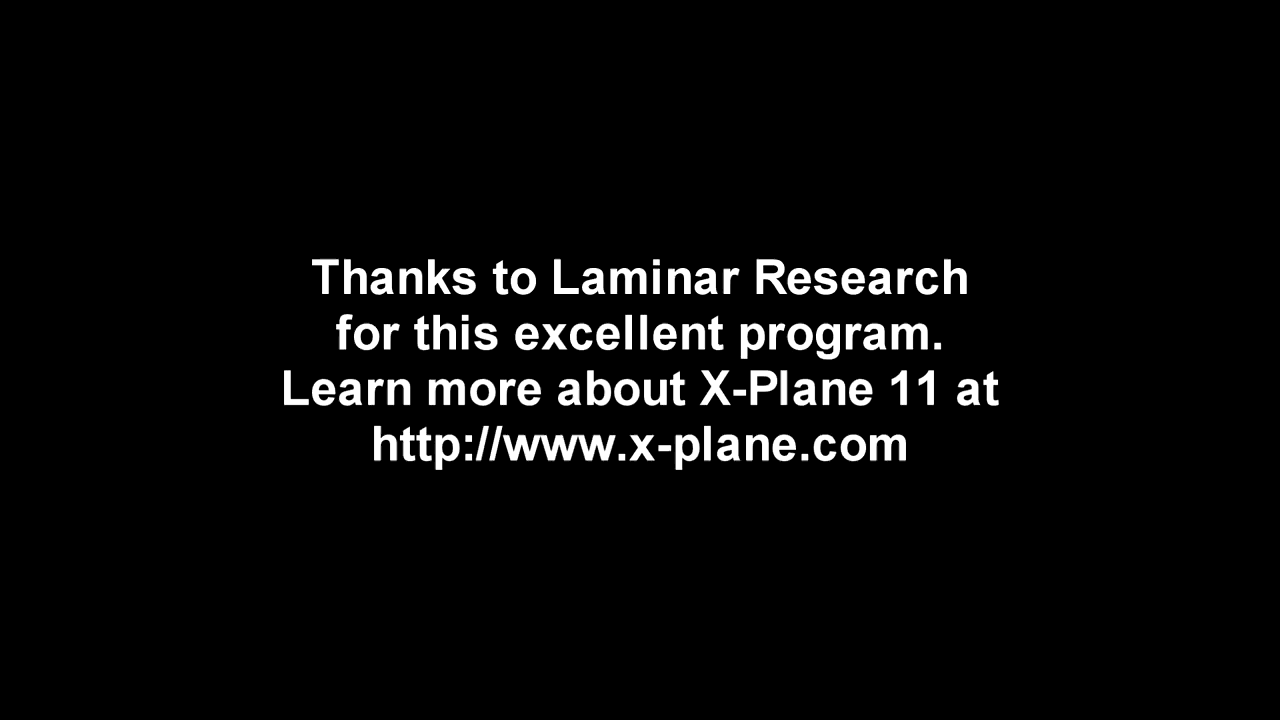 Thanks to Laminar Research
for this excellent program.
Learn more about X-Plane 11 at
http://www.x-plane.com